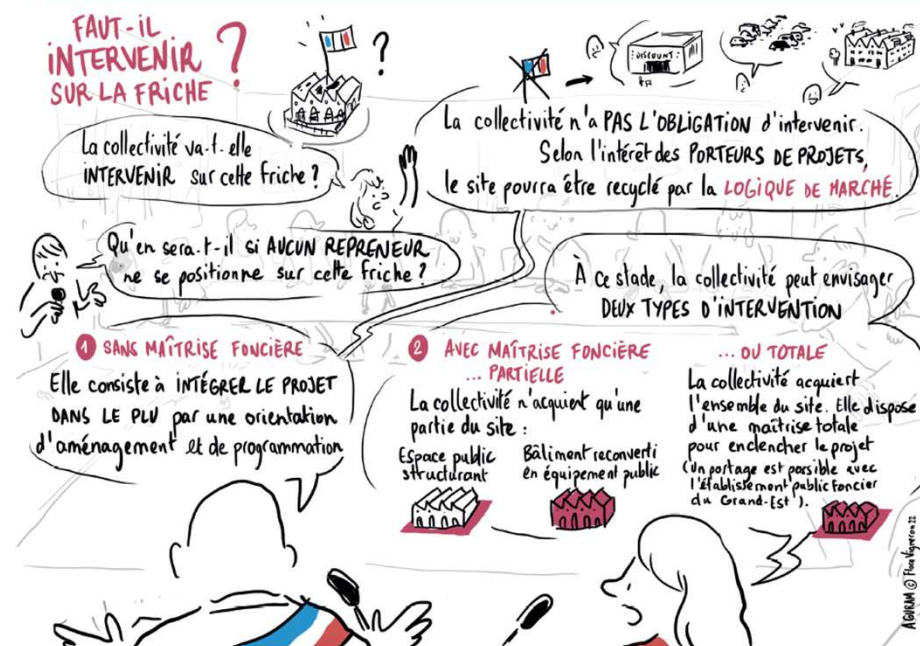 FAUT-IL
INTERVENIR
SUR LA FRICHE ?
?
DISCOUNT
La collectivité va-t-elle
INTERVENIR sur cette friche ?
La collectivité n'a PAS L'OBLIGATION d'intervenir.
Selon l'intérêt des PORTEURS DE PROJETS,
le site pourra être recyclé par la LOGIQUE DE MARCHÉ.
Qu'en sera-t-il si AUCUN REPRENEUR
ne se positionne sur cette friche ?
À ce stade, la collectivité peut envisager
DEUX TYPES D'INTERVENTION
1 SANS MAÎTRISE FONCIÈRE
Elle consiste à INTÉGRER LE PROJET
DANS LE PLU par une orientation
d'aménagement et de programmation
2 AVEC MAÎTRISE FONCIÈRE
... PARTIELLE
La collectivité n'acquiert qu'une
partie du site :
Espace public
structurant
Bâtiment reconverti
en équipement public
... OU TOTALE
La collectivité acquiert
l'ensemble du site. Elle dispose
d'une maîtrise totale
pour enclencher le projet
(Un portage est possible avec
l'établissement public foncier
du Grand-Est).
AGURAM © Flore Vigneron 22